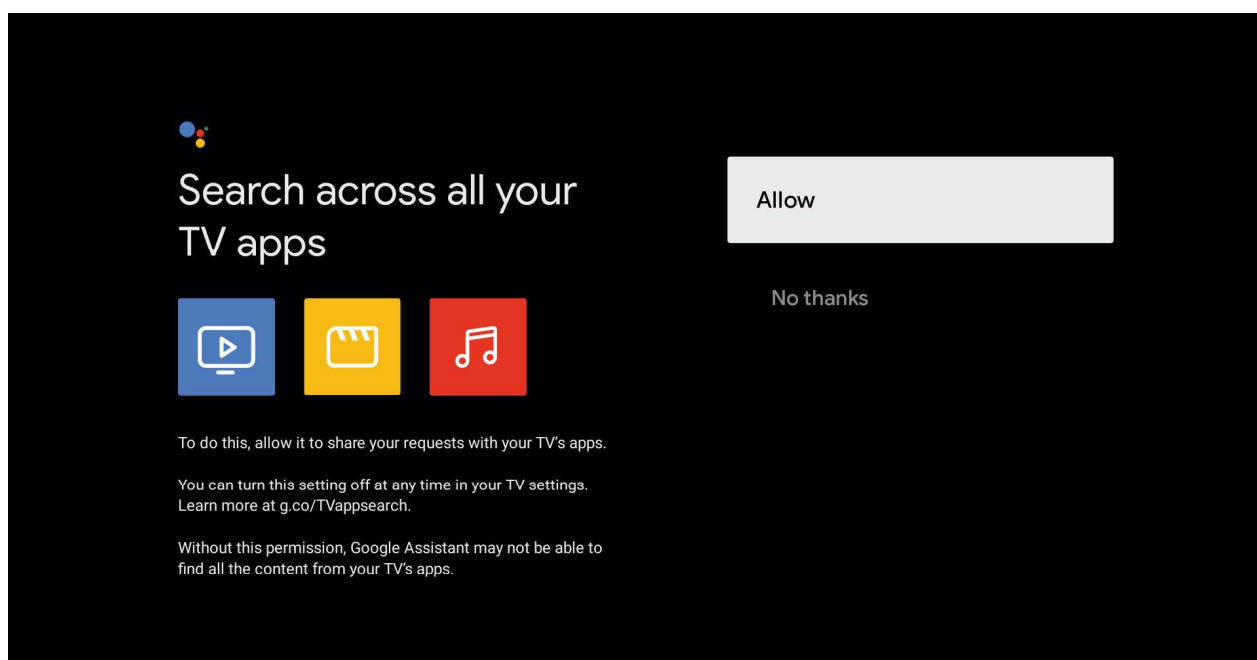 Search across all your
TV apps
To do this, allow it to share your requests with your TV's apps.
You can turn this setting off at any time in your TV settings.
Learn more at g.co/TVappsearch.
Without this permission, Google Assistant may not be able to
find all the content from your TV's apps.
Allow
No thanks